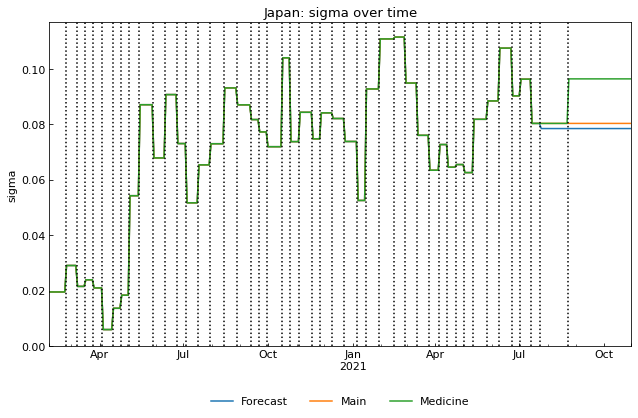 Japan: sigma over time
sigma
0.10
0.08
0.06
0.04
0.02
0.00
Apr Jul Oct Jan Apr Jul Oct
2021
Forecast Main Medicine